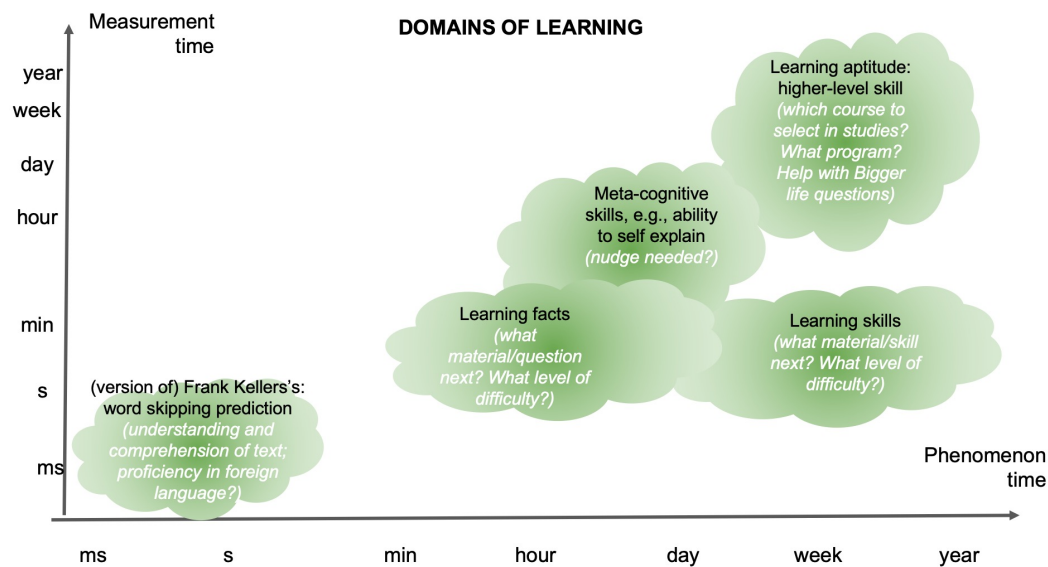 DOMAINS OF LEARNING
Measurement
time
year
week
day
hour
min
s
ms
Learning aptitude:
higher-level skill
(which course to
select in studies?
What program?
Help with Bigger
life questions)
Meta-cognitive
skills, e.g., ability
to self explain
(nudge needed?)
Learning facts
(what
material/question
next? What level of
difficulty?)
Learning skills
(what material/skill
next? What level of
difficulty?)
(version of) Frank Kellers's:
word skipping prediction
(understanding and
comprehension of text;
proficiency in foreign
language?)
Phenomenon
time
ms
s
min
hour
day
week
year